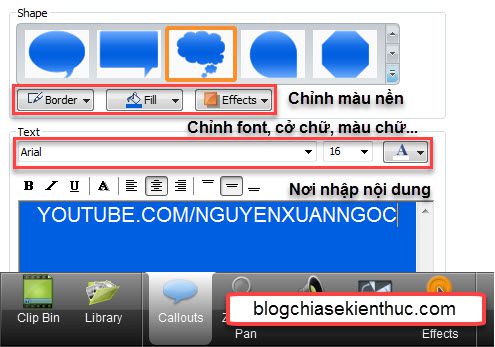 Shape
Border Fill Effects Chỉnh màu nền
Chỉnh font, cở chữ, màu chữ...
Text
Arial 16 A
Nơi nhập nội dung
B I U A
YOUTUBE.COM/NGUYENXUANNGOC
blogchiasekienthuc.com
Clip Bin Library Callouts Z
Pan Effects